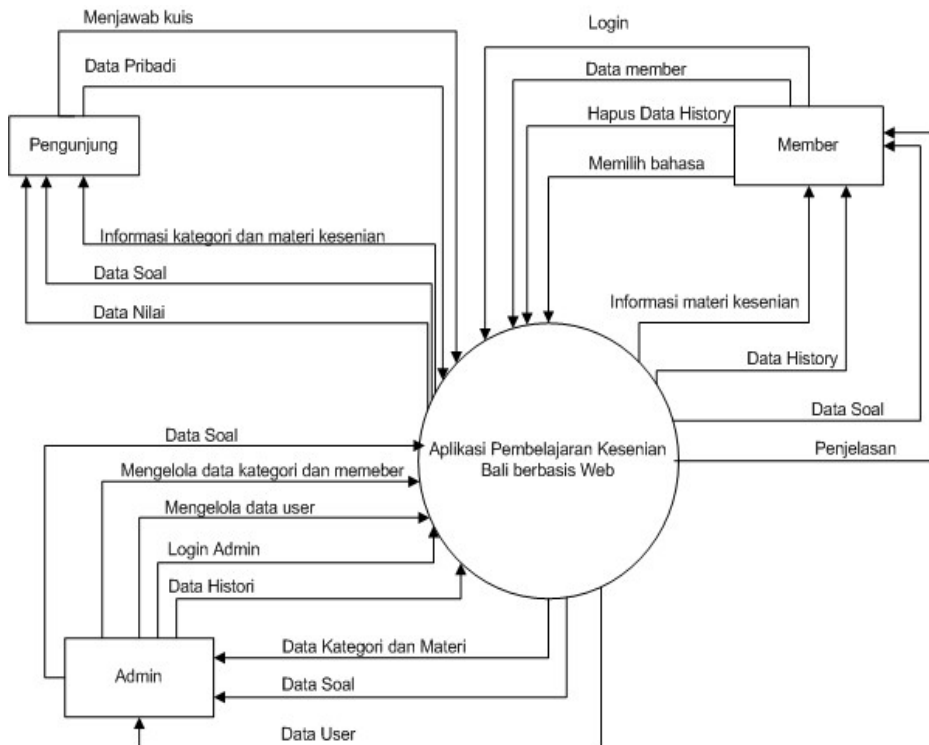 Menjawab kuis
Login
Data Pribadi
Data member
Hapus Data History
Pengunjung
Member
Memilih bahasa
Informasi kategori dan materi kesenian
Data Soal
Data Nilai
Informasi materi kesenian
Data History
Data Soal
Data Soal
Aplikasi Pembelajaran Kesenian
Bali berbasis Web
Penjelasan
Mengelola data kategori dan memeber
Mengelola data user
Login Admin
Data Histori
Data Kategori dan Materi
Admin
Data Soal
Data User